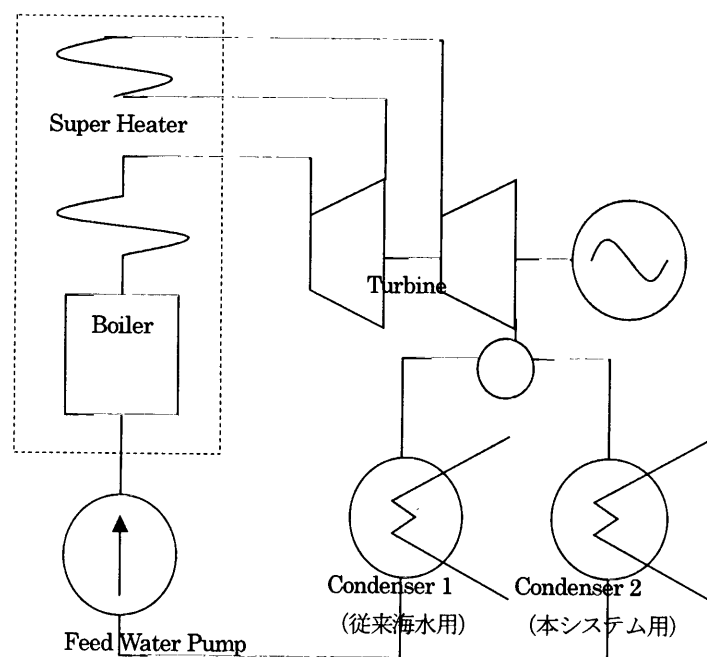 Super Heater
Turbine
Boiler
Condenser 1
（従来海水用）
Condenser 2
（本システム用）
Feed Water Pump